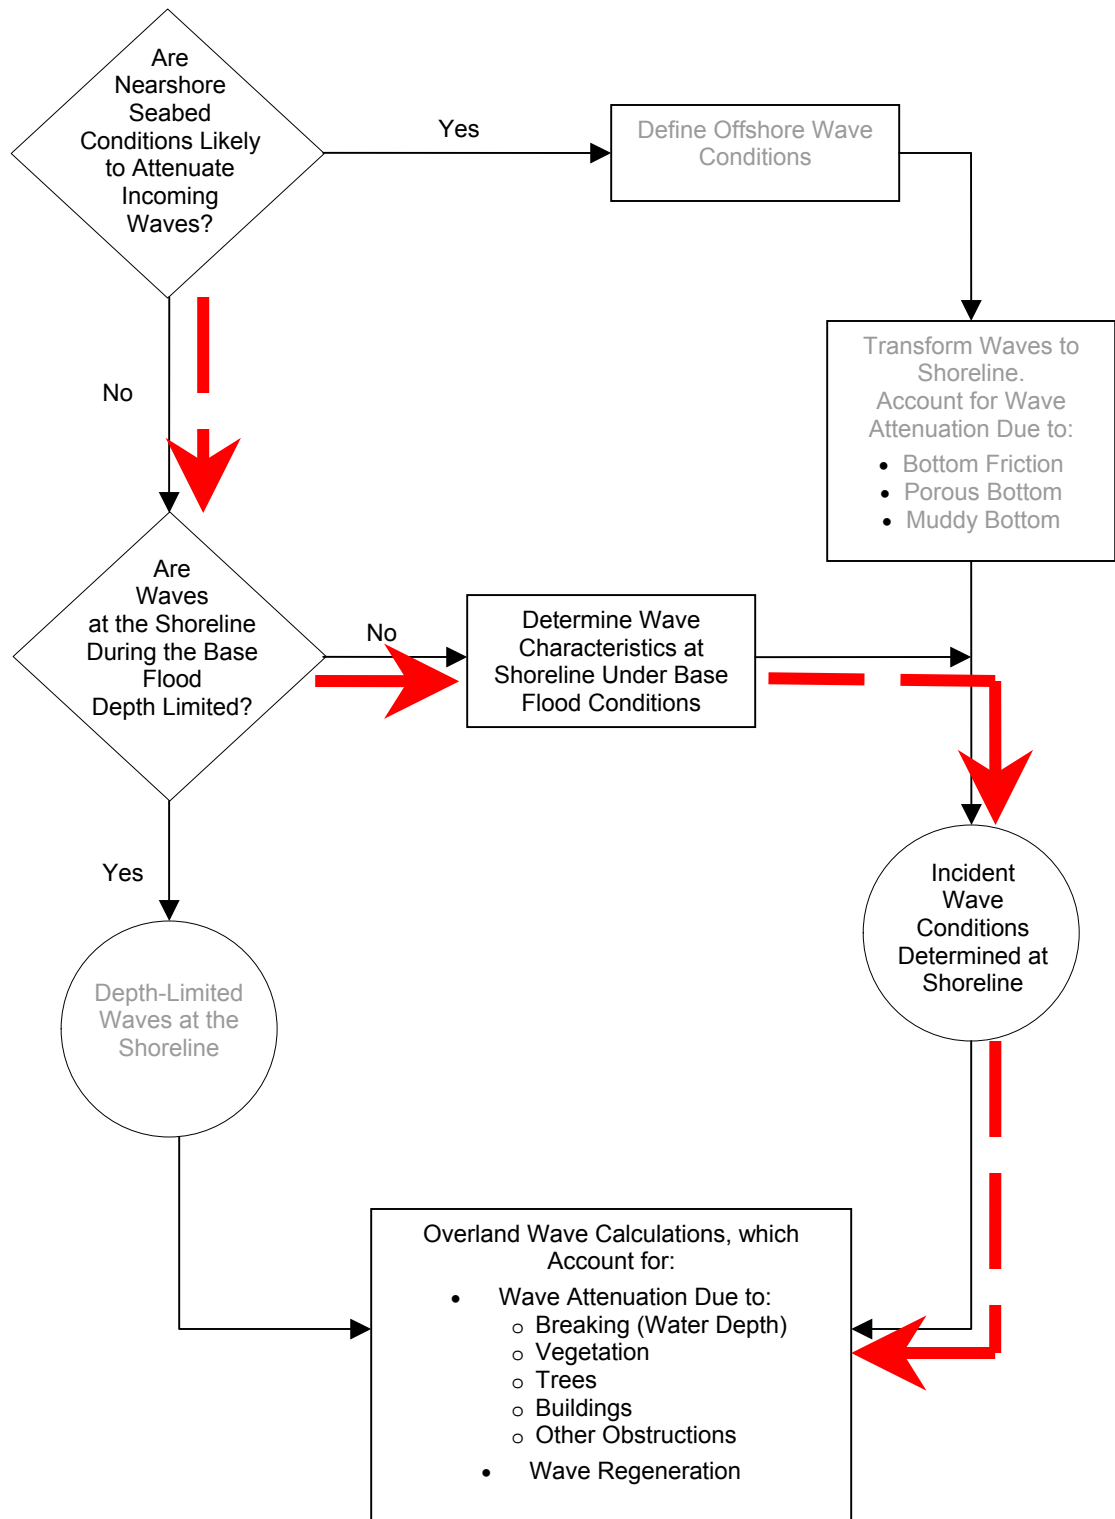 Are
Nearshore
Seabed
Conditions Likely
to Attenuate
Incoming
Waves?
Yes
Define Offshore Wave
Conditions
Transform Waves to
Shoreline.
Account for Wave
Attenuation Due to:
• Bottom Friction
• Porous Bottom
• Muddy Bottom
No
Are
Waves
at the Shoreline
During the Base
Flood
Depth Limited?
No
Determine Wave
Characteristics at
Shoreline Under Base
Flood Conditions
Yes
Incident
Wave
Conditions
Determined at
Shoreline
Depth-Limited
Waves at the
Shoreline
Overland Wave Calculations, which
Account for:
• Wave Attenuation Due to:
o Breaking (Water Depth)
o Vegetation
o Trees
o Buildings
o Other Obstructions
• Wave Regeneration